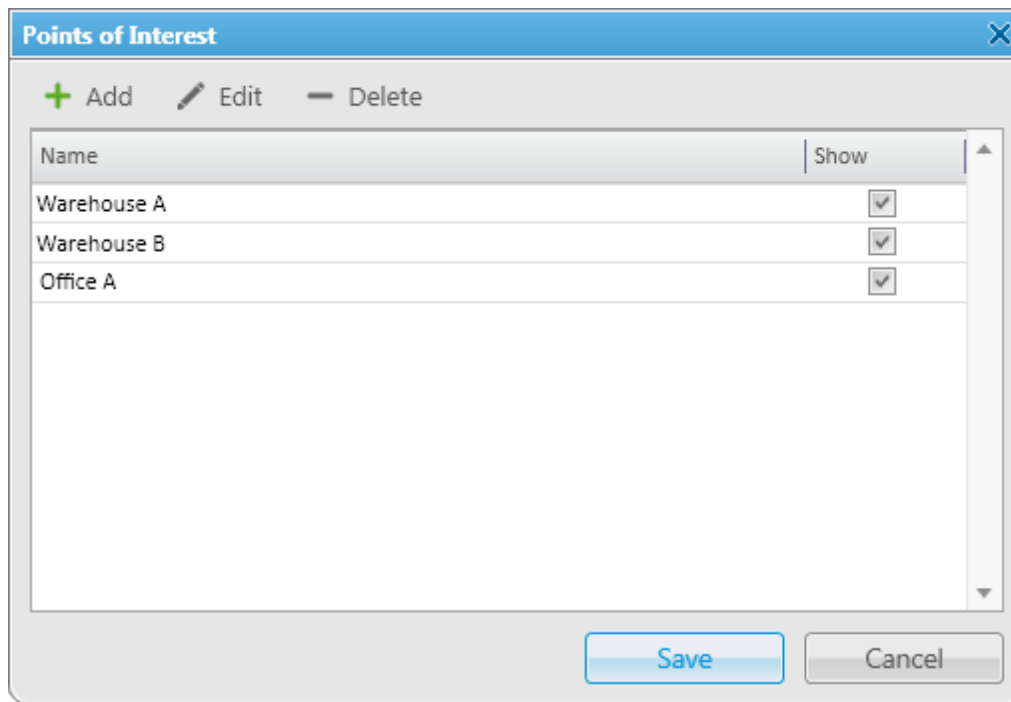 Points of Interest
Add Edit Delete
Name Show
Warehouse A
Warehouse B
Office A
Save Cancel